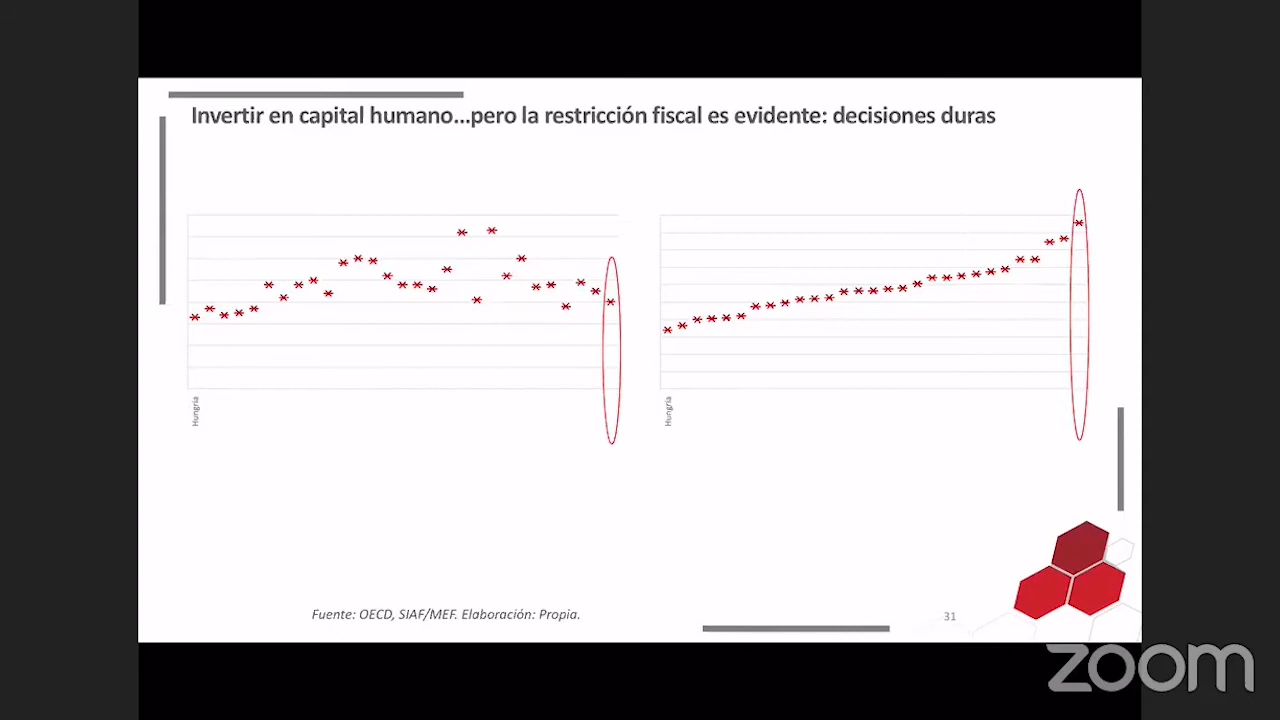 Invertir en capital humano...pero la restricción fiscal es evidente: decisiones duras
Hungría
Hungría
Fuente: OECD, SIAF/MEF. Elaboración: Propia.
31
zoom